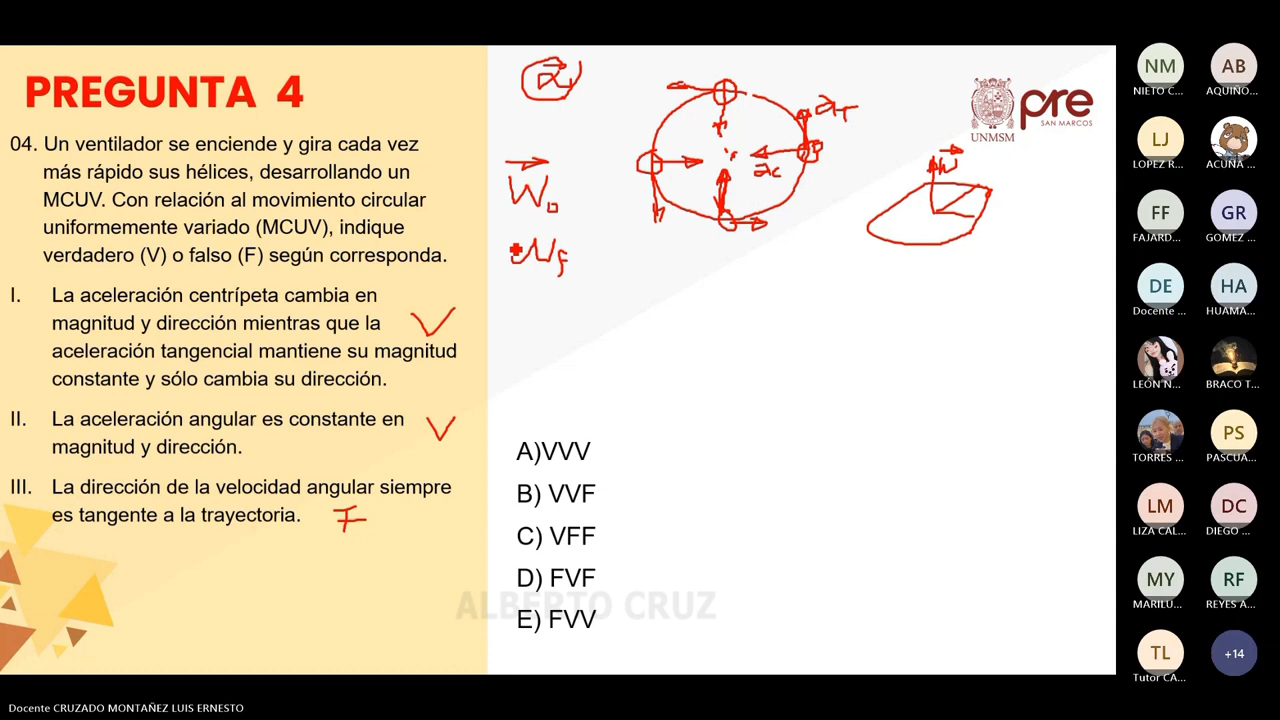 PREGUNTA 4
04. Un ventilador se enciende y gira cada vez
más rápido sus hélices, desarrollando un
MCUV. Con relación al movimiento circular
uniformemente variado (MCUV), indique
verdadero (V) o falso (F) según corresponda.
I. La aceleración centrípeta cambia en
magnitud y dirección mientras que la
aceleración tangencial mantiene su magnitud
constante y sólo cambia su dirección.
V
II. La aceleración angular es constante en
magnitud y dirección.
V
III. La dirección de la velocidad angular siempre
es tangente a la trayectoria.
F
α
W₀
W_f
a_T
a_c
r
W
UNMSM
pre
SAN MARCOS
A)VVV
B) VVF
C) VFF
D) FVF
E) FVV
ALBERTO CRUZ
NM
NIETO C...
AB
AQUIÑO...
LJ
LOPEZ R...
ACUÑA ...
FF
FAJARD...
GR
GOMEZ ...
DE
Docente ...
HA
HUAMA...
LEÓN N...
BRACO T...
TORRES ...
PS
PASCUA...
LM
LIZA CAL...
DC
DIEGO ...
MY
MARILÚ...
RF
REYES A...
TL
Tutor CA...
+14
Docente CRUZADO MONTAÑEZ LUIS ERNESTO